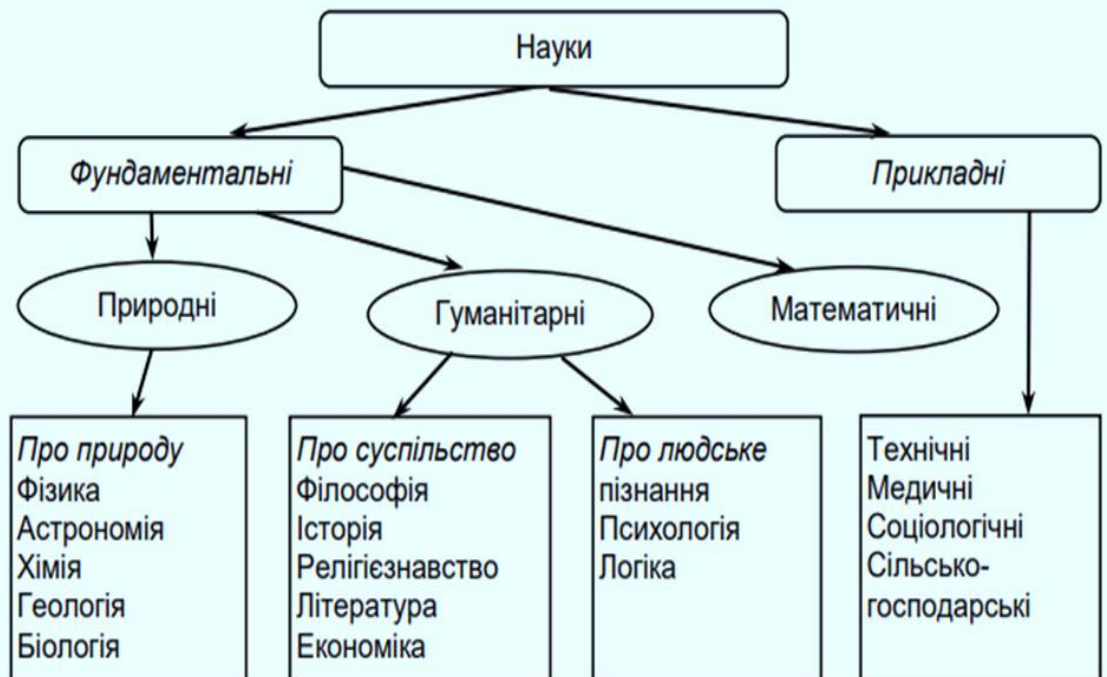 Науки
Фундаментальні
Прикладні
Природні
Гуманітарні
Математичні
Про природу
Фізика
Астрономія
Хімія
Геологія
Біологія
Про суспільство
Філософія
Історія
Релігієзнавство
Література
Економіка
Про людське
пізнання
Психологія
Логіка
Технічні
Медичні
Соціологічні
Сільсько-
господарські